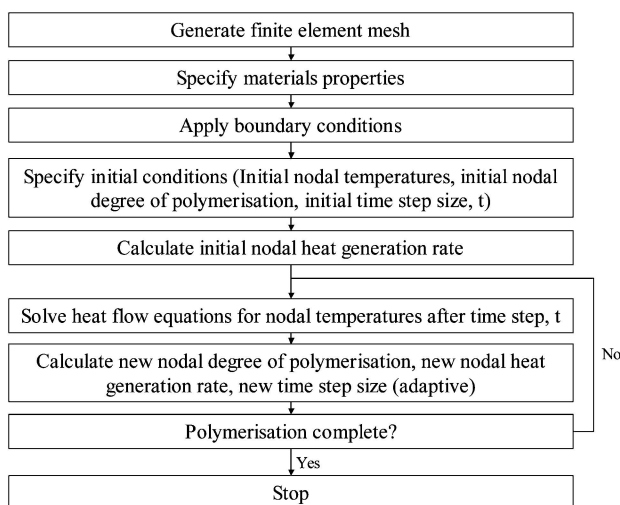 Generate finite element mesh
Specify materials properties
Apply boundary conditions
Specify initial conditions (Initial nodal temperatures, initial nodal
degree of polymerisation, initial time step size, t)
Calculate initial nodal heat generation rate
Solve heat flow equations for nodal temperatures after time step, t
Calculate new nodal degree of polymerisation, new nodal heat
generation rate, new time step size (adaptive)
No
Polymerisation complete?
Yes
Stop